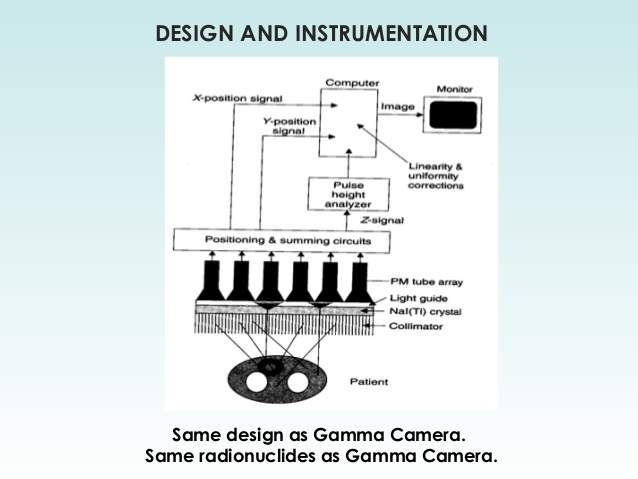 DESIGN AND INSTRUMENTATION
Computer
Monitor
X-position signal
Image
Y-position
signal
Linearity &
uniformity
corrections
Pulse
height
analyzer
Z-signal
Positioning & summing circuits
PM tube array
Light guide
NaI(Tl) crystal
Collimator
Patient
Same design as Gamma Camera.
Same radionuclides as Gamma Camera.